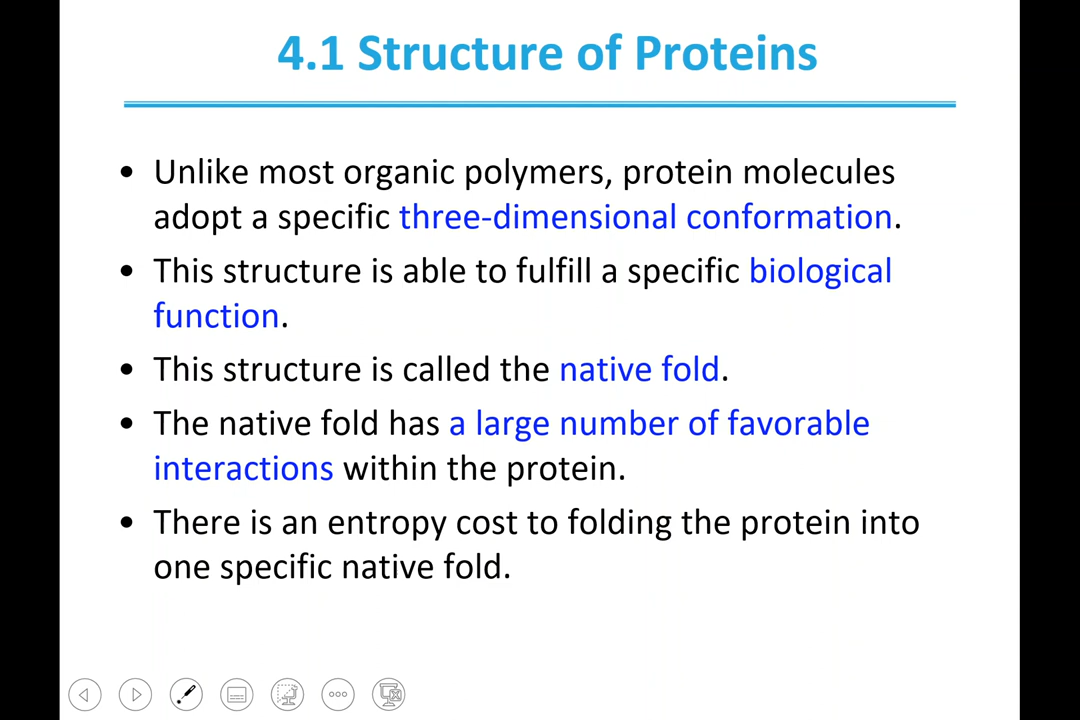 4.1 Structure of Proteins
• Unlike most organic polymers, protein molecules
adopt a specific three-dimensional conformation.
• This structure is able to fulfill a specific biological
function.
• This structure is called the native fold.
• The native fold has a large number of favorable
interactions within the protein.
• There is an entropy cost to folding the protein into
one specific native fold.